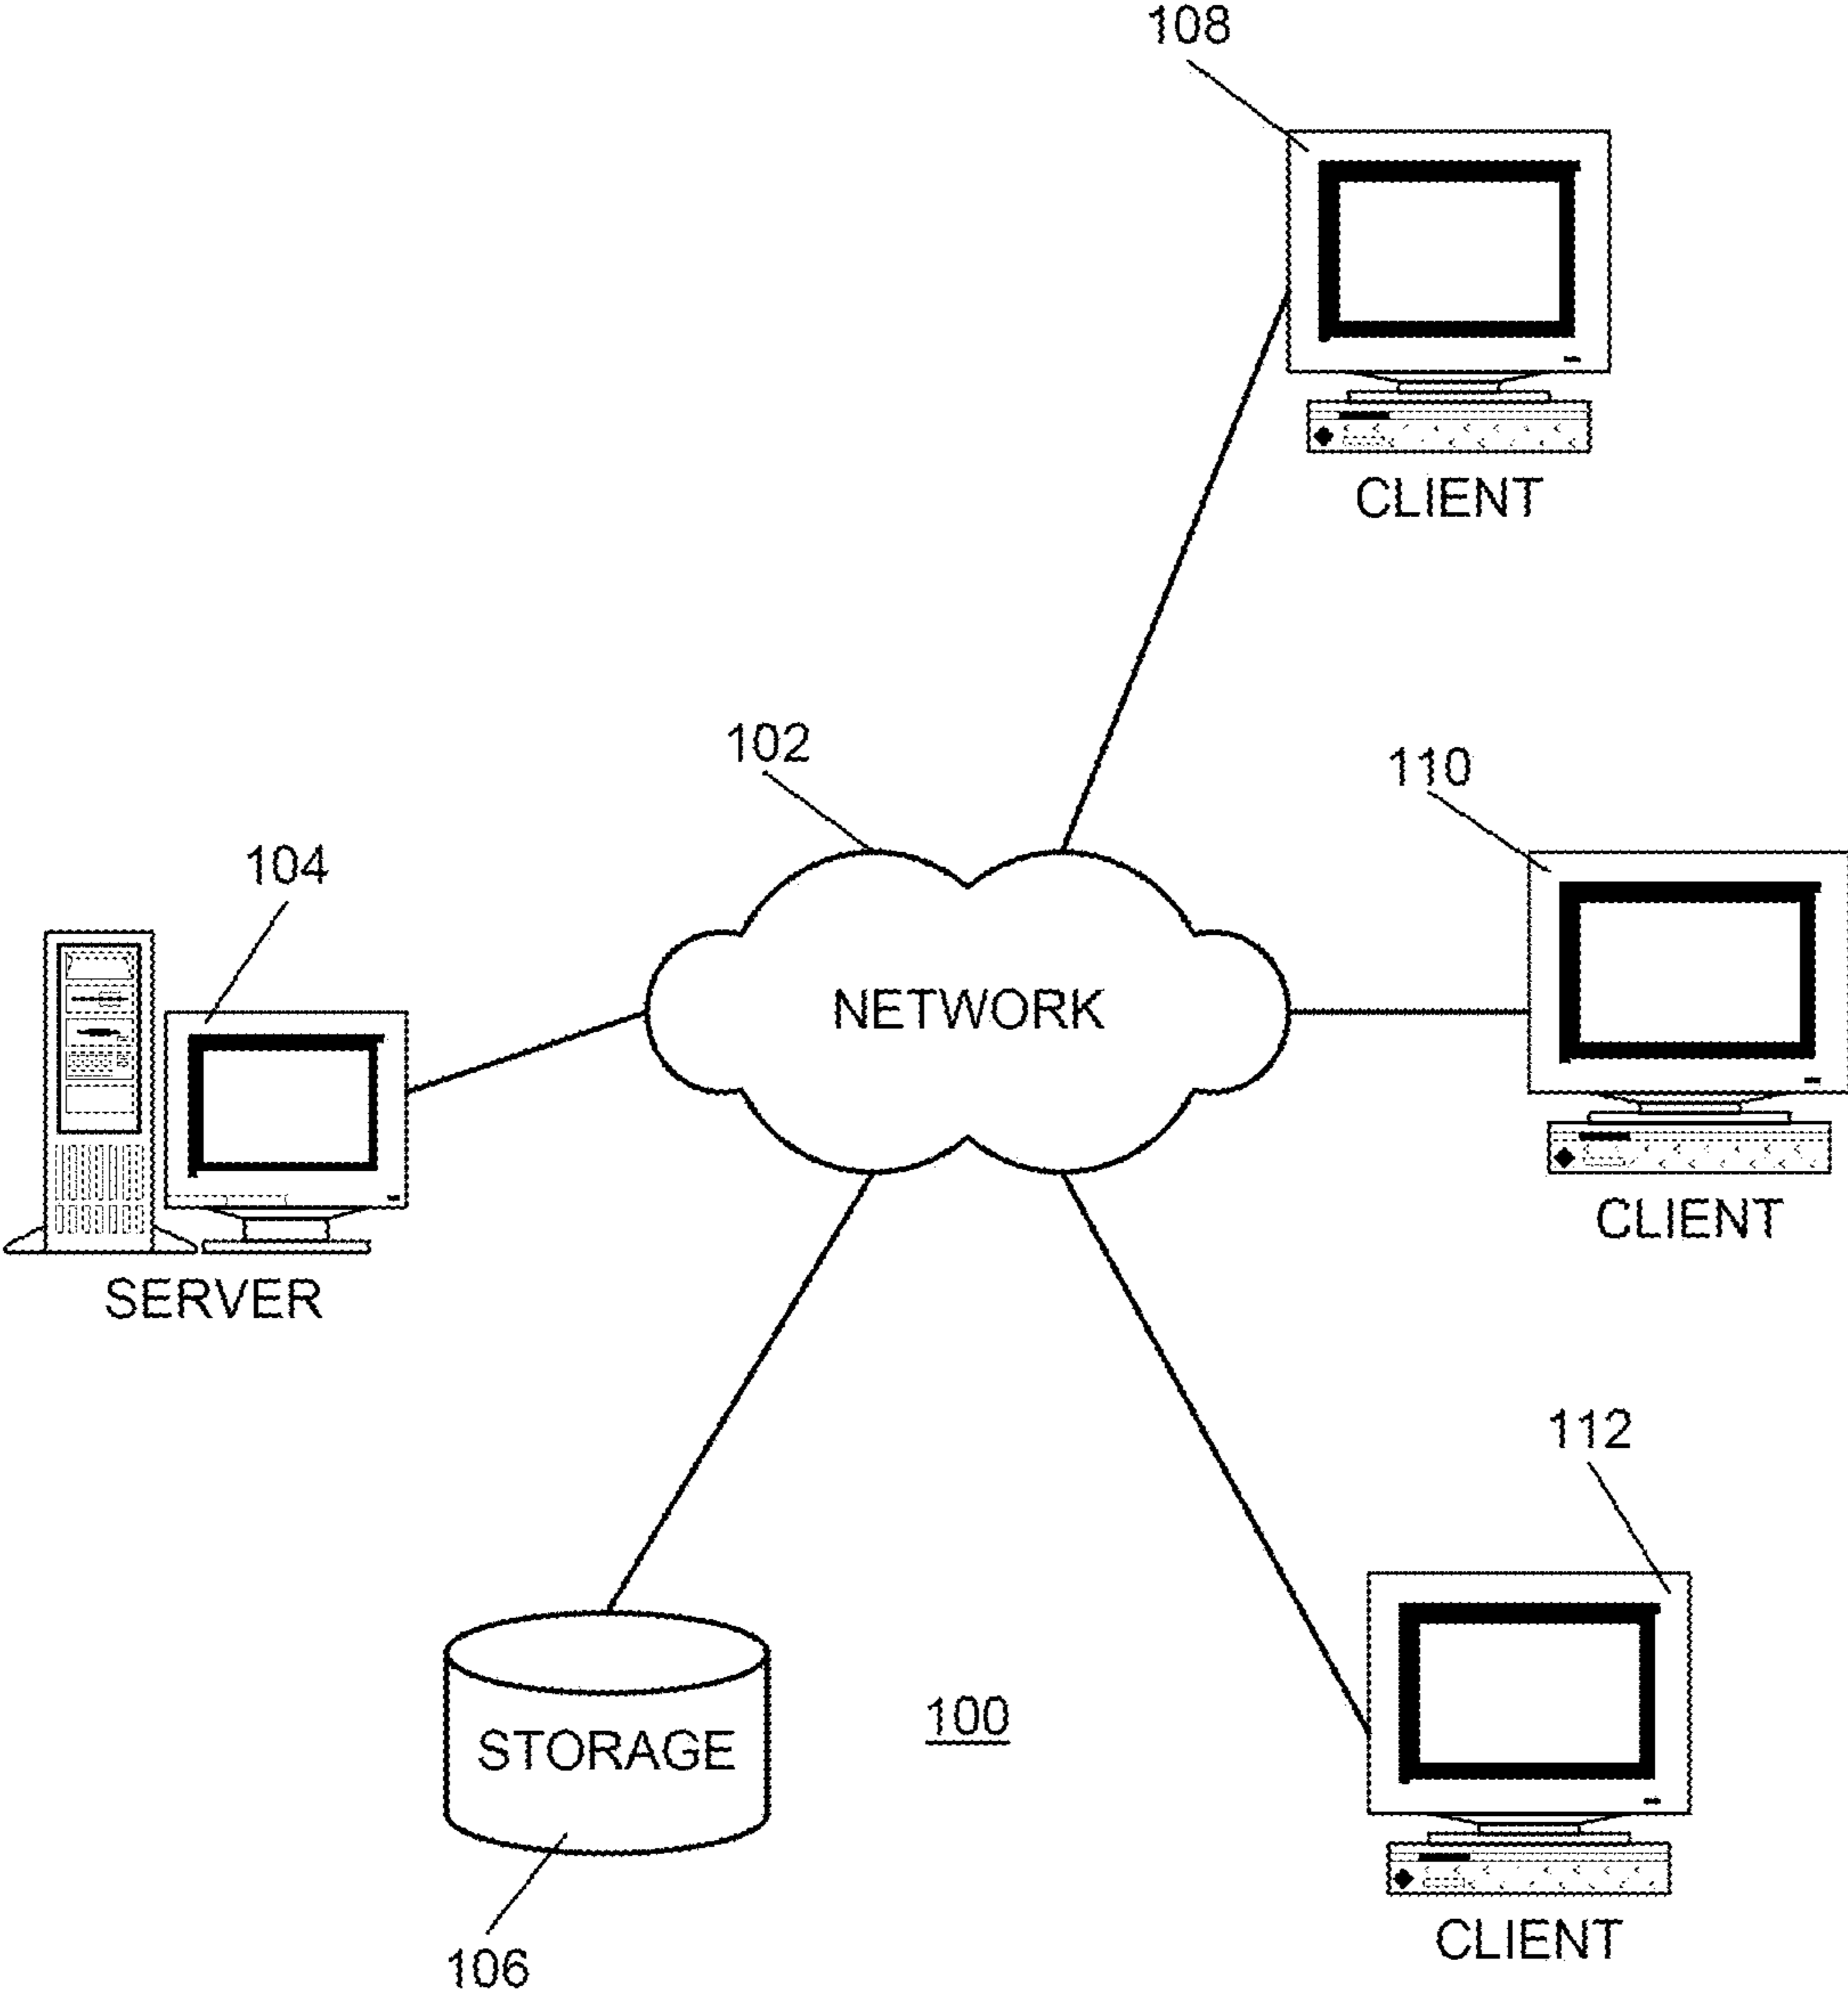 108
CLIENT
102
110
104
NETWORK
CLIENT
SERVER
112
STORAGE
100
106
CLIENT